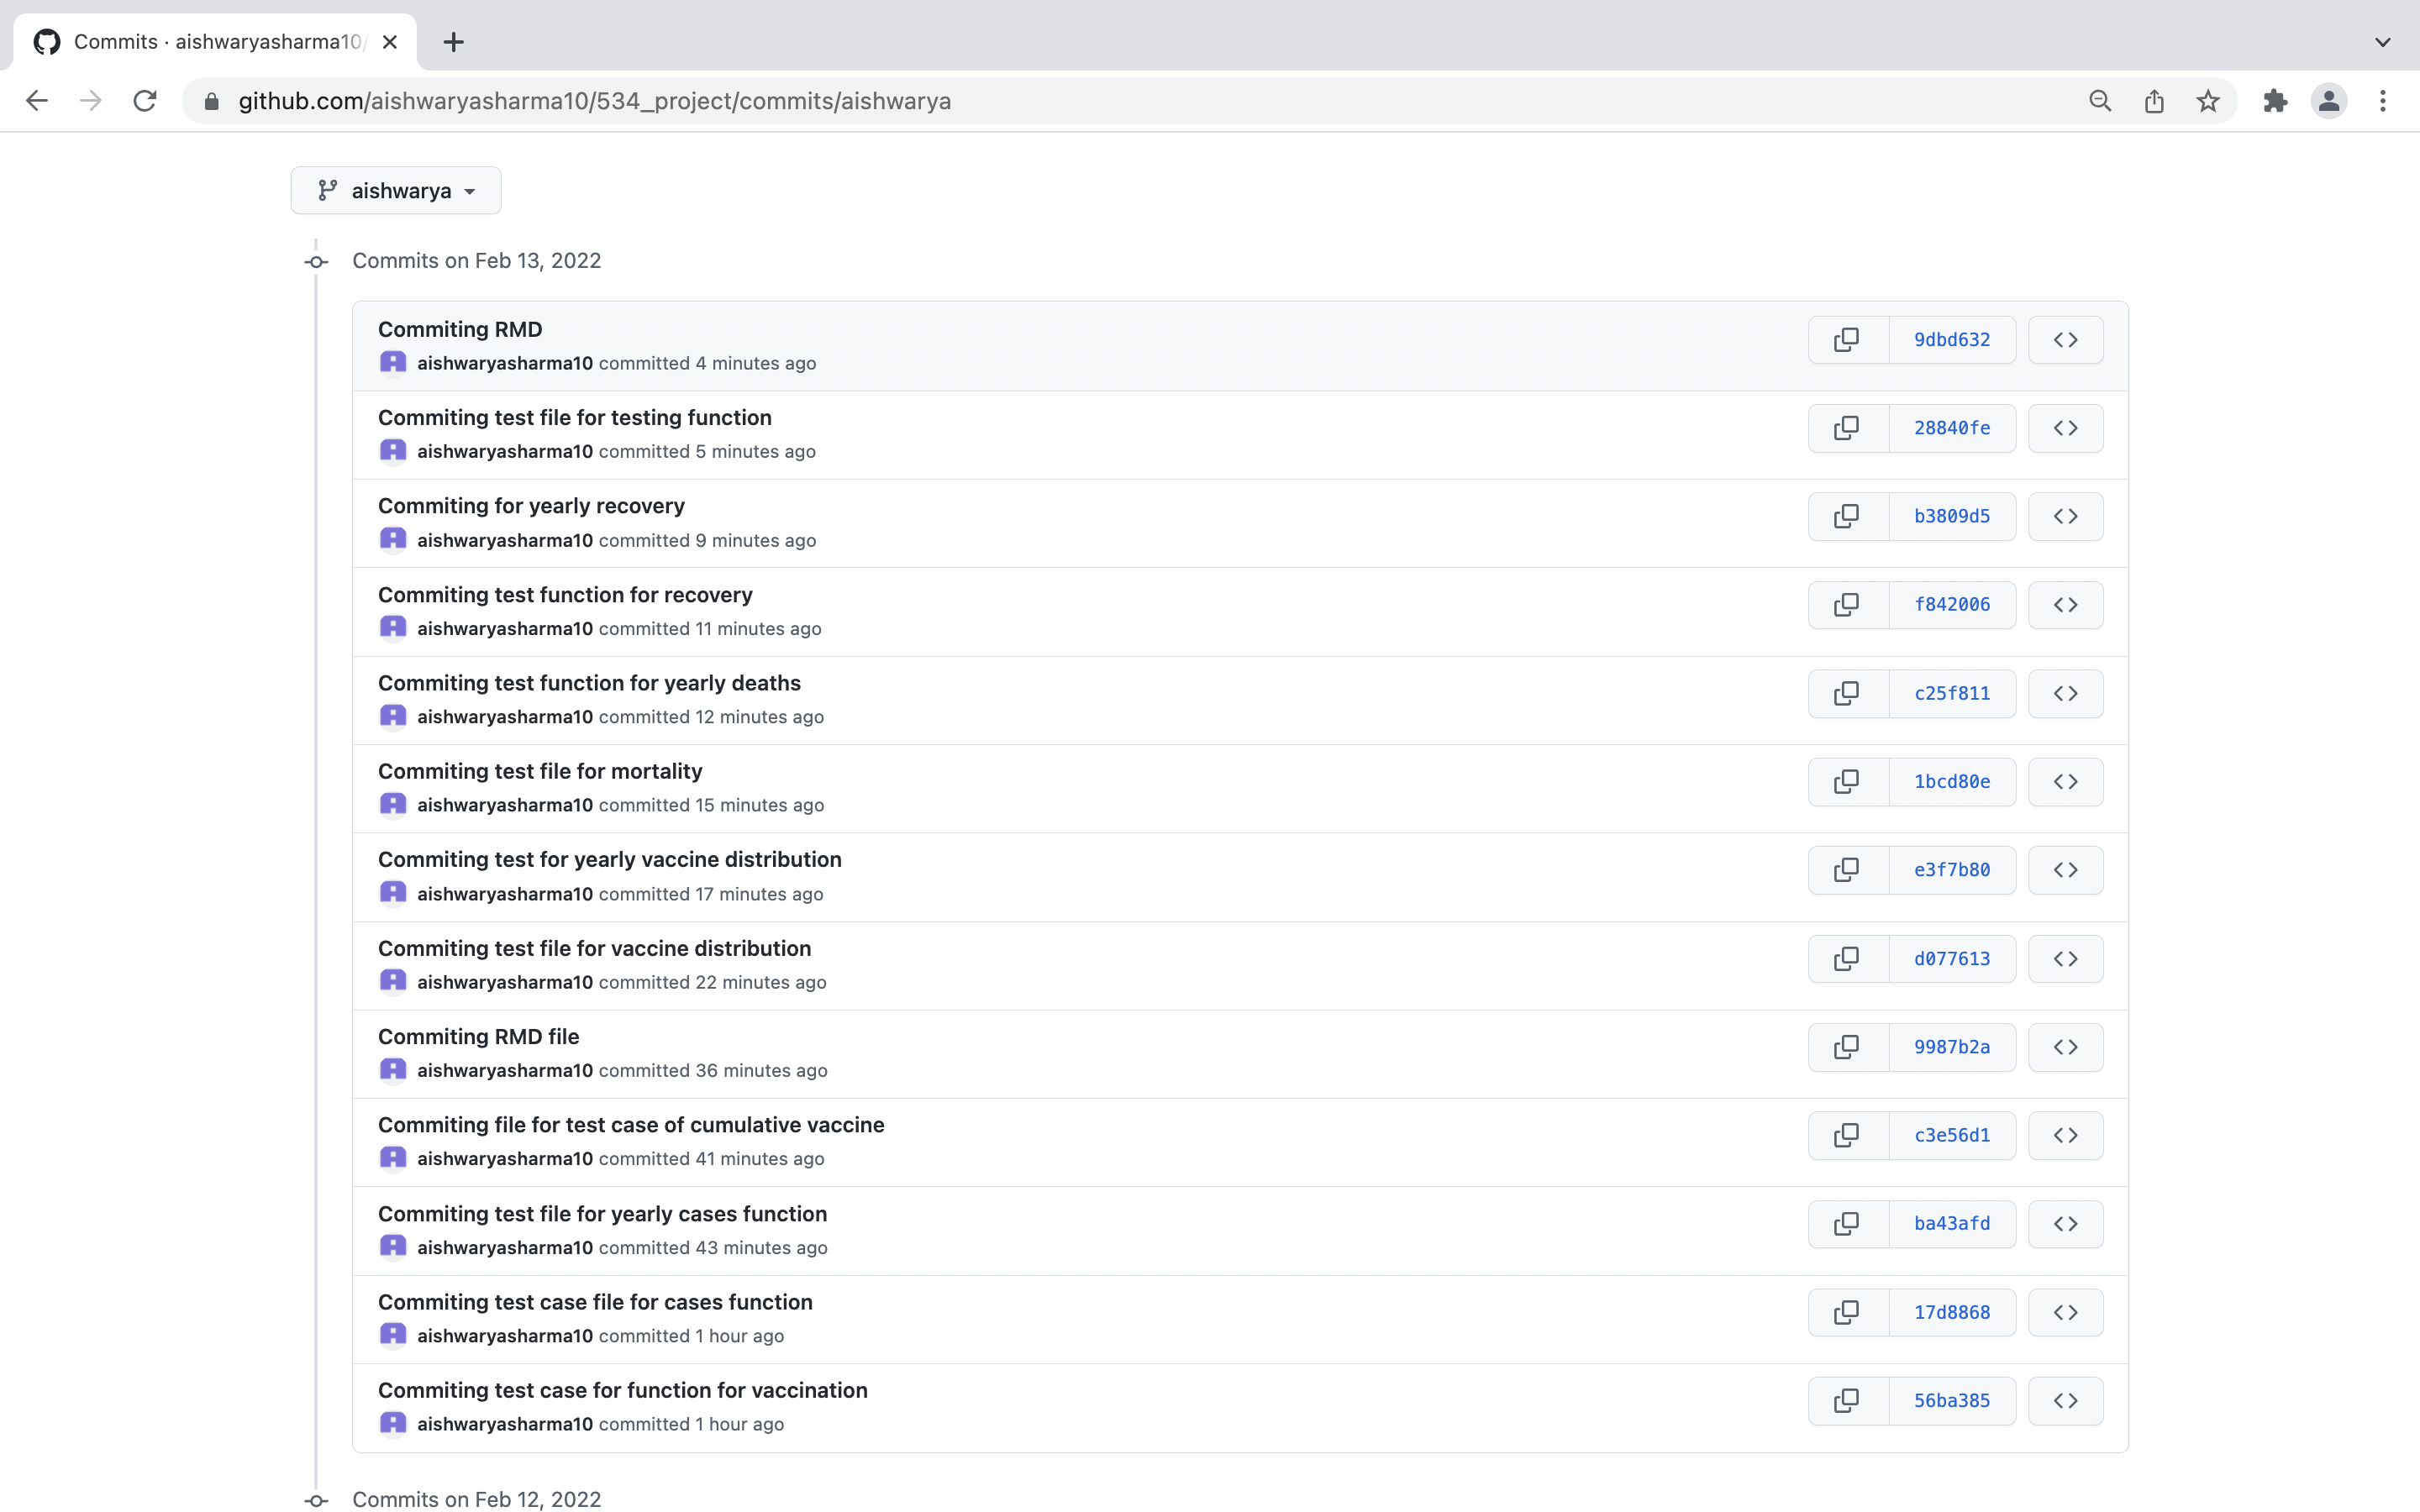 Commits · aishwaryasharma10/
github.com/aishwaryasharma10/534_project/commits/aishwarya
aishwarya
Commits on Feb 13, 2022
Commiting RMD
9dbd632
aishwaryasharma10 committed 4 minutes ago
Commiting test file for testing function
28840fe
aishwaryasharma10 committed 5 minutes ago
Commiting for yearly recovery
b3809d5
aishwaryasharma10 committed 9 minutes ago
Commiting test function for recovery
f842006
aishwaryasharma10 committed 11 minutes ago
Commiting test function for yearly deaths
c25f811
aishwaryasharma10 committed 12 minutes ago
Commiting test file for mortality
1bcd80e
aishwaryasharma10 committed 15 minutes ago
Commiting test for yearly vaccine distribution
e3f7b80
aishwaryasharma10 committed 17 minutes ago
Commiting test file for vaccine distribution
d077613
aishwaryasharma10 committed 22 minutes ago
Commiting RMD file
9987b2a
aishwaryasharma10 committed 36 minutes ago
Commiting file for test case of cumulative vaccine
c3e56d1
aishwaryasharma10 committed 41 minutes ago
Commiting test file for yearly cases function
ba43afd
aishwaryasharma10 committed 43 minutes ago
Commiting test case file for cases function
17d8868
aishwaryasharma10 committed 1 hour ago
Commiting test case for function for vaccination
56ba385
aishwaryasharma10 committed 1 hour ago
Commits on Feb 12, 2022